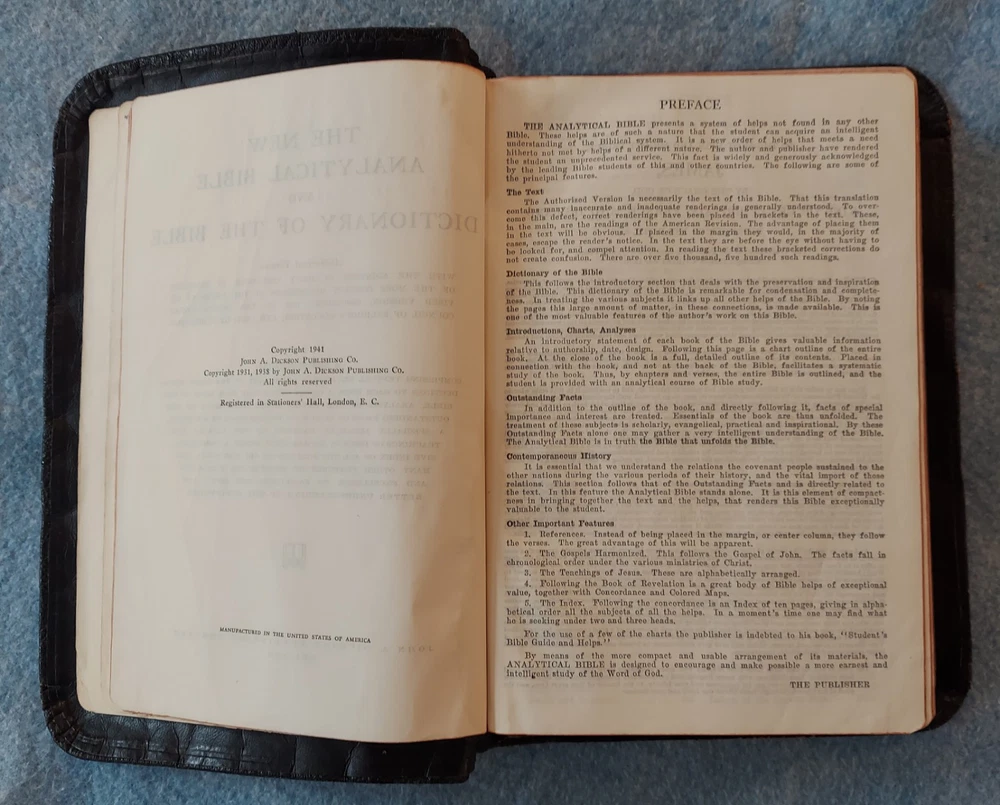 Copyright 1941
JOHN A. DICKSON PUBLISHING CO.
Copyright 1931, 1938 by JOHN A. DICKSON PUBLISHING CO.
All rights reserved
Registered in Stationers' Hall, London, E. C.
MANUFACTURED IN THE UNITED STATES OF AMERICA
PREFACE
THE ANALYTICAL BIBLE presents a system of helps not found in any other
Bible. These helps are of such a nature that the student can acquire an intelligent
understanding of the Biblical system. It is a new order of helps that meets a need
hitherto not met by helps of a different nature. The author and publisher have rendered
the student an unprecedented service. This fact is widely and generously acknowledged
by the leading Bible students of this and other countries. The following are some of
the principal features.
The Text
The Authorised Version is necessarily the text of this Bible. That this translation
contains many inaccurate and inadequate renderings is generally understood. To over-
come this defect, correct renderings have been placed in brackets in the text. These,
in the main, are the readings of the American Revision. The advantage of placing them
in the text will be obvious. If placed in the margin they would, in the majority of
cases, escape the reader's notice. In the text they are before the eye without having to
be looked for, and compel attention. In reading the text these bracketed corrections do
not create confusion. There are over five thousand, five hundred such readings.
Dictionary of the Bible
This follows the introductory section that deals with the preservation and inspiration
of the Bible. This dictionary of the Bible is remarkable for condensation and complete-
ness. In treating the various subjects it links up all other helps of the Bible. By noting
the pages this large amount of matter, in these connections, is made available. This is
one of the most valuable features of the author's work on this Bible.
Introductions, Charts, Analyses
An introductory statement of each book of the Bible gives valuable information
relative to authorship, date, design. Following this page is a chart outline of the entire
book. At the close of the book is a full, detailed outline of its contents. Placed in
connection with the book, and not at the back of the Bible, facilitates a systematic
study of the book. Thus, by chapters and verses, the entire Bible is outlined, and the
student is provided with an analytical course of Bible study.
Outstanding Facts
In addition to the outline of the book, and directly following it, facts of special
importance and interest are treated. Essentials of the book are thus unfolded. The
treatment of these subjects is scholarly, evangelical, practical and inspirational. By these
Outstanding Facts alone one may gather a very intelligent understanding of the Bible.
The Analytical Bible is in truth the Bible that unfolds the Bible.
Contemporaneous History
It is essential that we understand the relations the covenant people sustained to the
other nations during the various periods of their history, and the vital import of these
relations. This section follows that of the Outstanding Facts and is directly related to
the text. In this feature the Analytical Bible stands alone. It is this element of compact-
ness in bringing together the text and the helps, that renders this Bible exceptionally
valuable to the student.
Other Important Features
1. References. Instead of being placed in the margin, or center column, they follow
the verses. The great advantage of this will be apparent.
2. The Gospels Harmonized. This follows the Gospel of John. The facts fall in
chronological order under the various ministries of Christ.
3. The Teachings of Jesus. These are alphabetically arranged.
4. Following the Book of Revelation is a great body of Bible helps of exceptional
value, together with Concordance and Colored Maps.
5. The Index. Following the concordance is an Index of ten pages, giving in alpha-
betical order all the subjects of all the helps. In a moment's time one may find what
he is seeking under two and three heads.
For the use of a few of the charts the publisher is indebted to his book, "Student's
Bible Guide and Helps."
By means of the more compact and usable arrangement of its materials, the
ANALYTICAL BIBLE is designed to encourage and make possible a more earnest and
intelligent study of the Word of God.
THE PUBLISHER